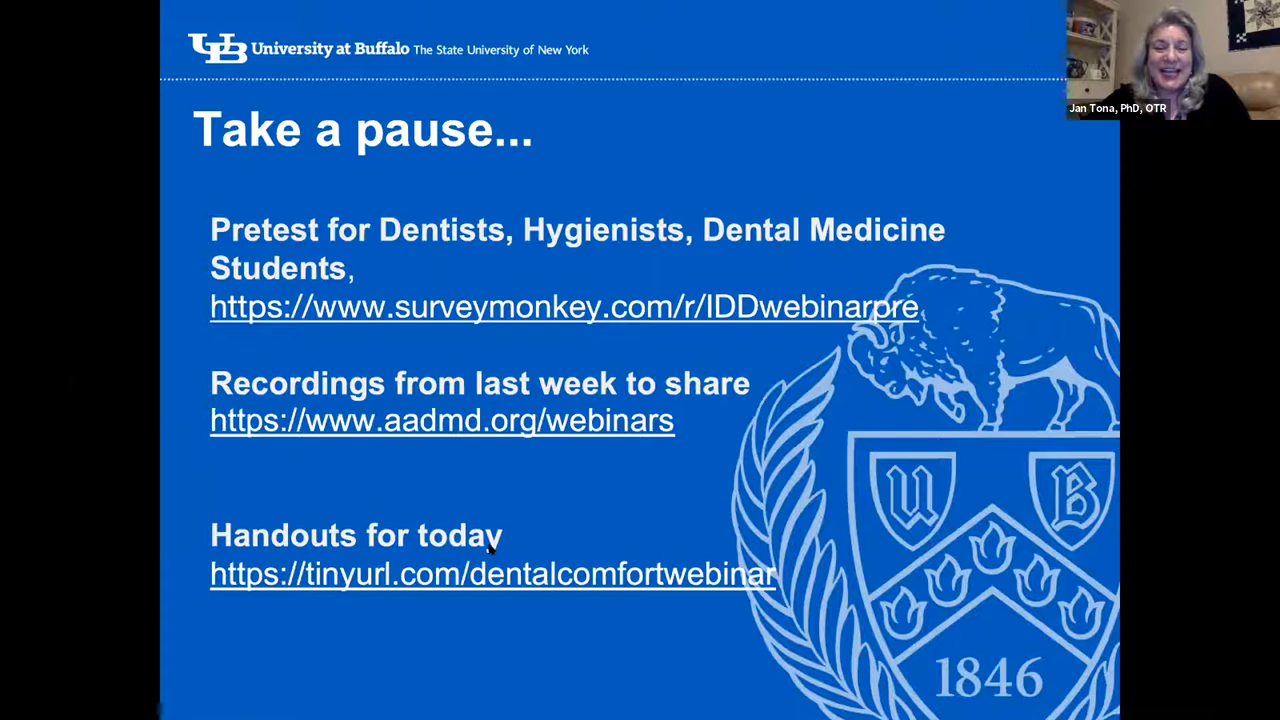 University at Buffalo The State University of New York
Jan Tona, PhD, OTR
Take a pause...
Pretest for Dentists, Hygienists, Dental Medicine
Students,
https://www.surveymonkey.com/r/IDDwebinarpre
Recordings from last week to share
https://www.aadmd.org/webinars
Handouts for today
https://tinyurl.com/dentalcomfortwebinar
U B
1846